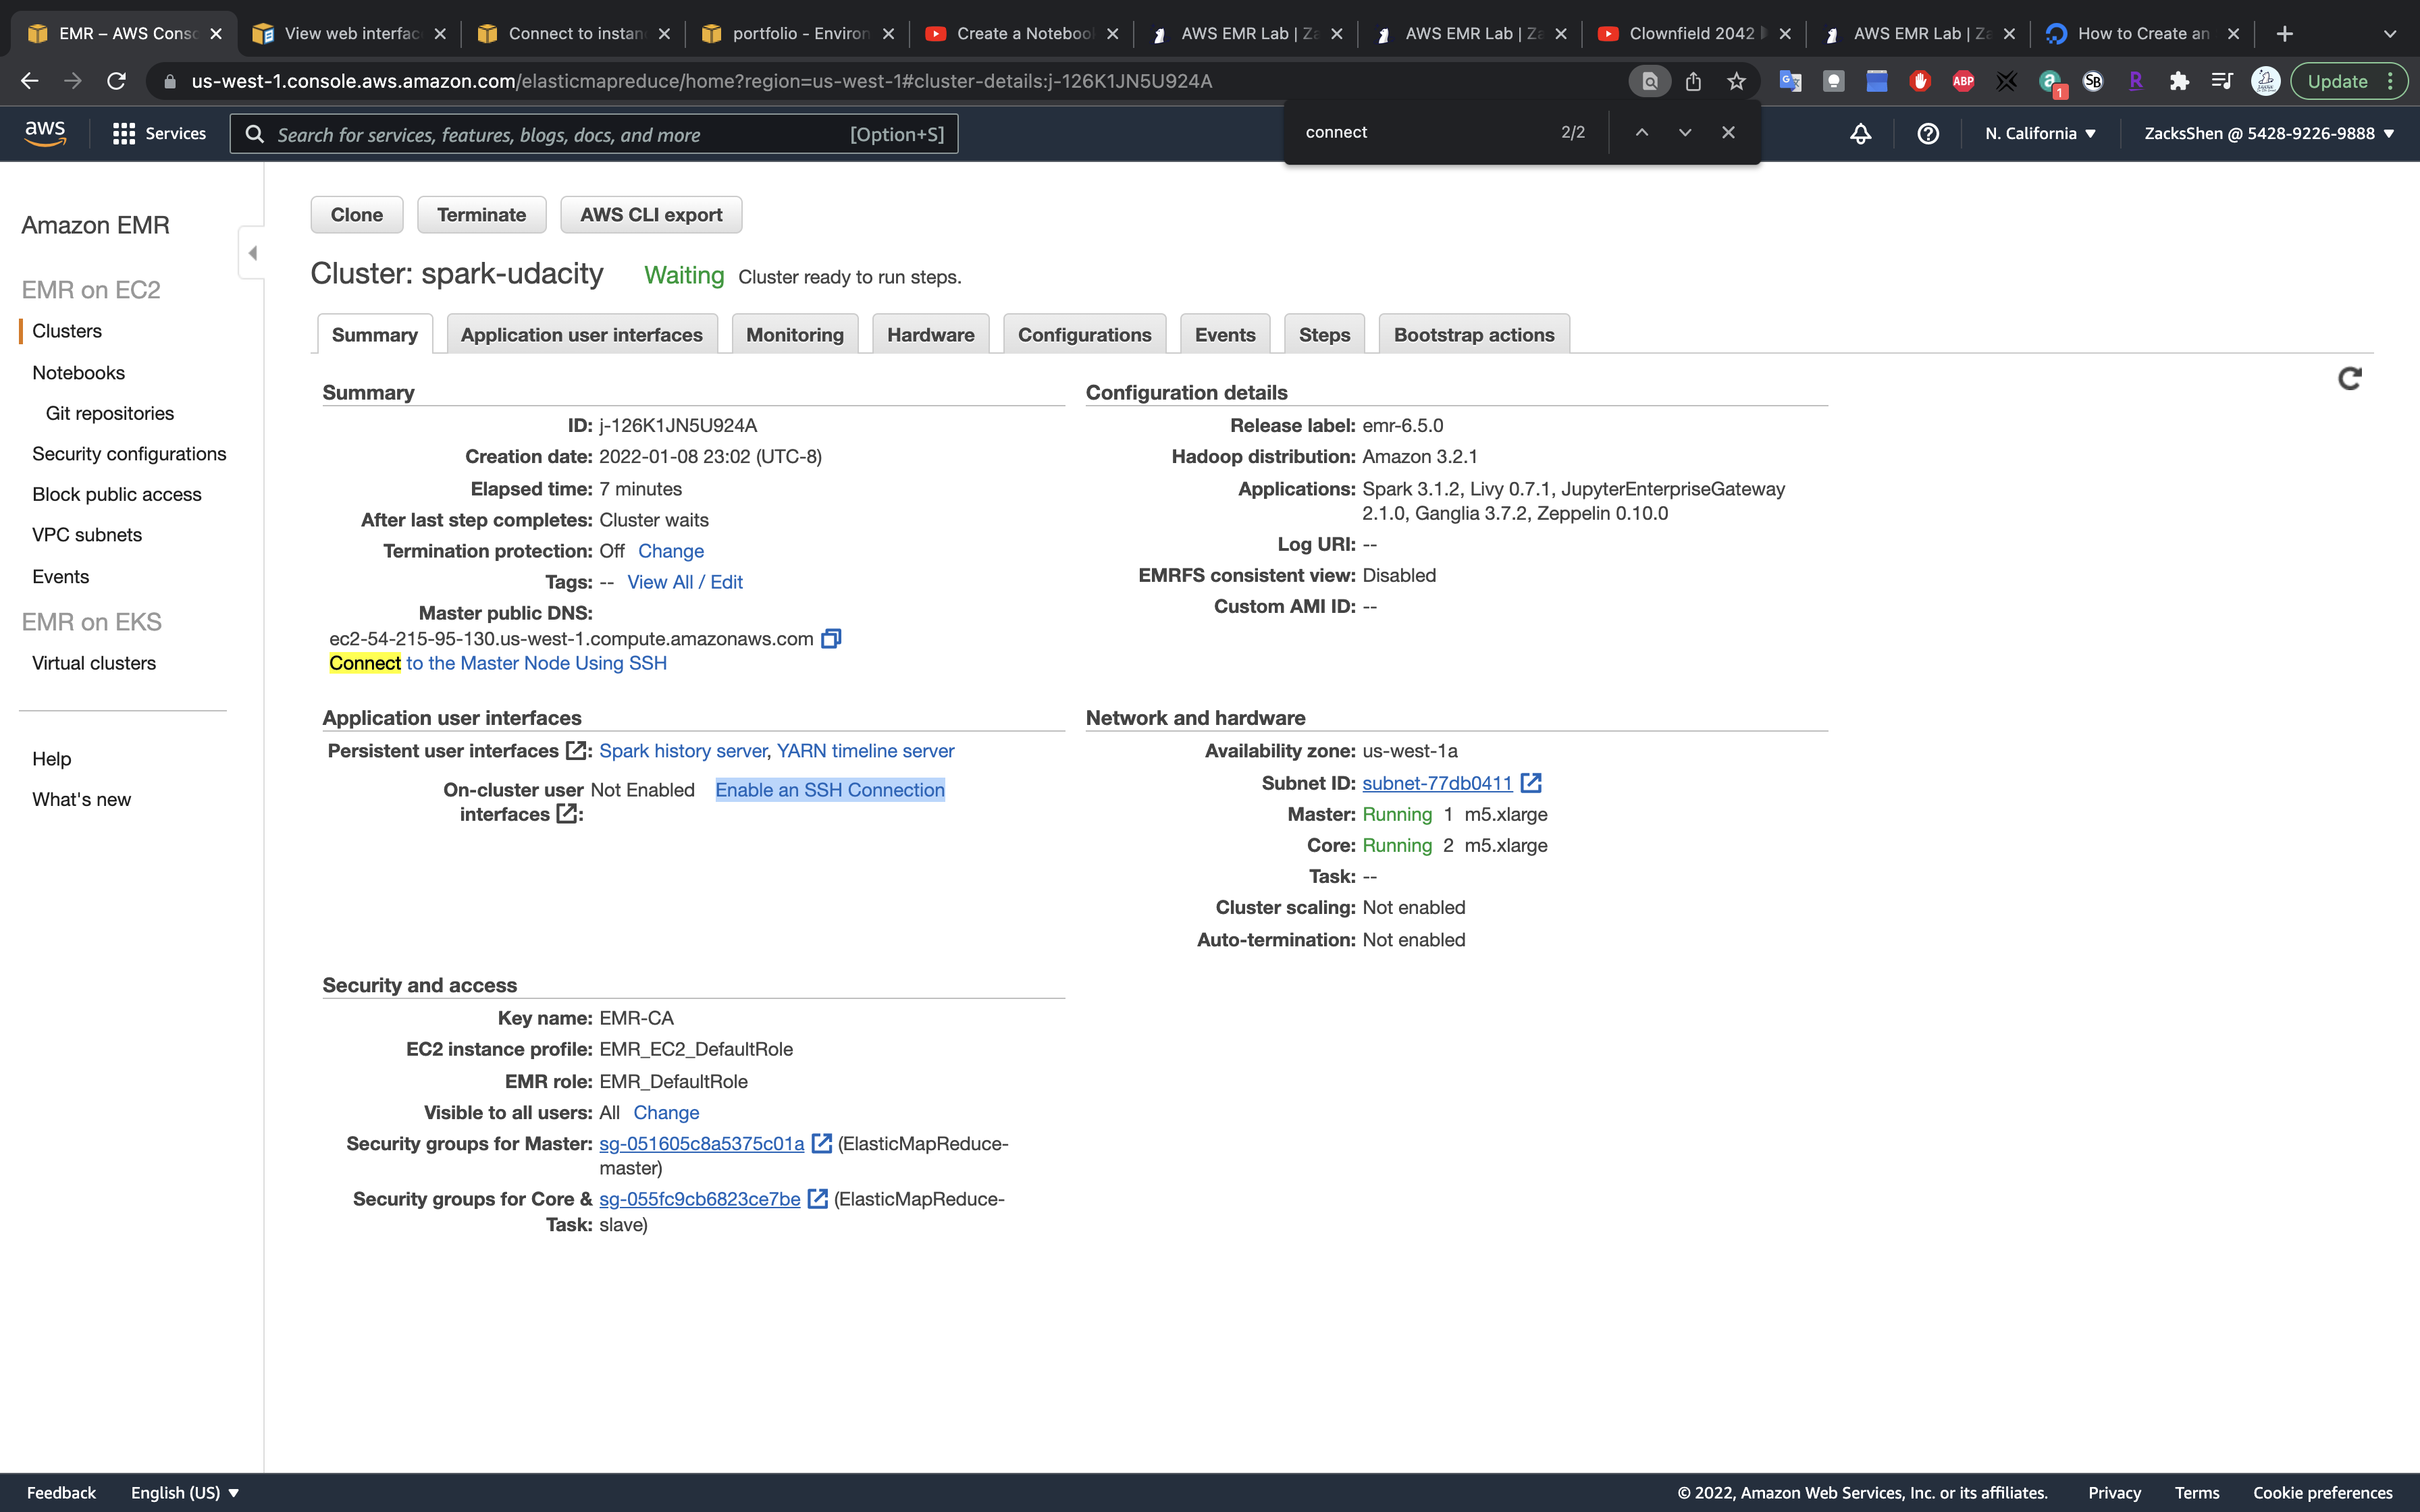 EMR – AWS Conso
View web interfac
Connect to instan
portfolio - Environ
Create a Noteboo
AWS EMR Lab | Za
AWS EMR Lab | Za
Clownfield 2042
AWS EMR Lab | Za
How to Create an
us-west-1.console.aws.amazon.com/elasticmapreduce/home?region=us-west-1#cluster-details:j-126K1JN5U924A
ABP
1
SB
R
Update
aws
Services
Search for services, features, blogs, docs, and more [Option+S]
connect 2/2
N. California
ZacksShen @ 5428-9226-9888
Amazon EMR
EMR on EC2
Clusters
Notebooks
Git repositories
Security configurations
Block public access
VPC subnets
Events
EMR on EKS
Virtual clusters
Help
What's new
Clone Terminate AWS CLI export
Cluster: spark-udacity Waiting Cluster ready to run steps.
Summary Application user interfaces Monitoring Hardware Configurations Events Steps Bootstrap actions
Summary
ID: j-126K1JN5U924A
Creation date: 2022-01-08 23:02 (UTC-8)
Elapsed time: 7 minutes
After last step completes: Cluster waits
Termination protection: Off Change
Tags: -- View All / Edit
Master public DNS:
ec2-54-215-95-130.us-west-1.compute.amazonaws.com
Connect to the Master Node Using SSH
Configuration details
Release label: emr-6.5.0
Hadoop distribution: Amazon 3.2.1
Applications: Spark 3.1.2, Livy 0.7.1, JupyterEnterpriseGateway
2.1.0, Ganglia 3.7.2, Zeppelin 0.10.0
Log URI: --
EMRFS consistent view: Disabled
Custom AMI ID: --
Application user interfaces
Persistent user interfaces : Spark history server, YARN timeline server
On-cluster user Not Enabled Enable an SSH Connection
interfaces :
Network and hardware
Availability zone: us-west-1a
Subnet ID: subnet-77db0411
Master: Running 1 m5.xlarge
Core: Running 2 m5.xlarge
Task: --
Cluster scaling: Not enabled
Auto-termination: Not enabled
Security and access
Key name: EMR-CA
EC2 instance profile: EMR_EC2_DefaultRole
EMR role: EMR_DefaultRole
Visible to all users: All Change
Security groups for Master: sg-051605c8a5375c01a (ElasticMapReduce-
master)
Security groups for Core & sg-055fc9cb6823ce7be (ElasticMapReduce-
Task: slave)
Feedback
English (US)
© 2022, Amazon Web Services, Inc. or its affiliates.
Privacy
Terms
Cookie preferences